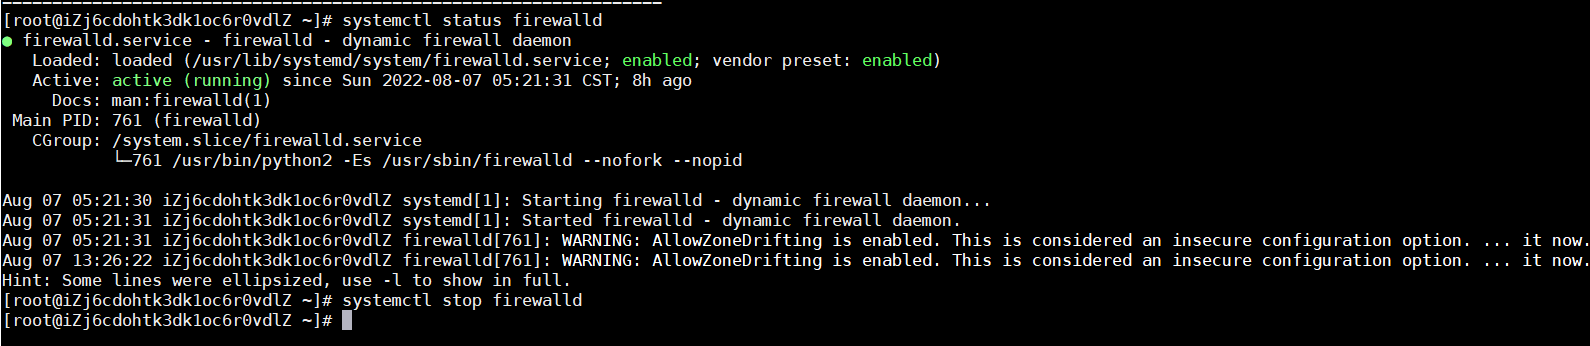 [root@iZj6cdohtk3dk1oc6r0vdlZ ~]# systemctl status firewalld
● firewalld.service - firewalld - dynamic firewall daemon
   Loaded: loaded (/usr/lib/systemd/system/firewalld.service; enabled; vendor preset: enabled)
   Active: active (running) since Sun 2022-08-07 05:21:31 CST; 8h ago
     Docs: man:firewalld(1)
 Main PID: 761 (firewalld)
   CGroup: /system.slice/firewalld.service
           └─761 /usr/bin/python2 -Es /usr/sbin/firewalld --nofork --nopid
Aug 07 05:21:30 iZj6cdohtk3dk1oc6r0vdlZ systemd[1]: Starting firewalld - dynamic firewall daemon...
Aug 07 05:21:31 iZj6cdohtk3dk1oc6r0vdlZ systemd[1]: Started firewalld - dynamic firewall daemon.
Aug 07 05:21:31 iZj6cdohtk3dk1oc6r0vdlZ firewalld[761]: WARNING: AllowZoneDrifting is enabled. This is considered an insecure configuration option. ... it now.
Aug 07 13:26:22 iZj6cdohtk3dk1oc6r0vdlZ firewalld[761]: WARNING: AllowZoneDrifting is enabled. This is considered an insecure configuration option. ... it now.
Hint: Some lines were ellipsized, use -l to show in full.
[root@iZj6cdohtk3dk1oc6r0vdlZ ~]# systemctl stop firewalld
[root@iZj6cdohtk3dk1oc6r0vdlZ ~]#